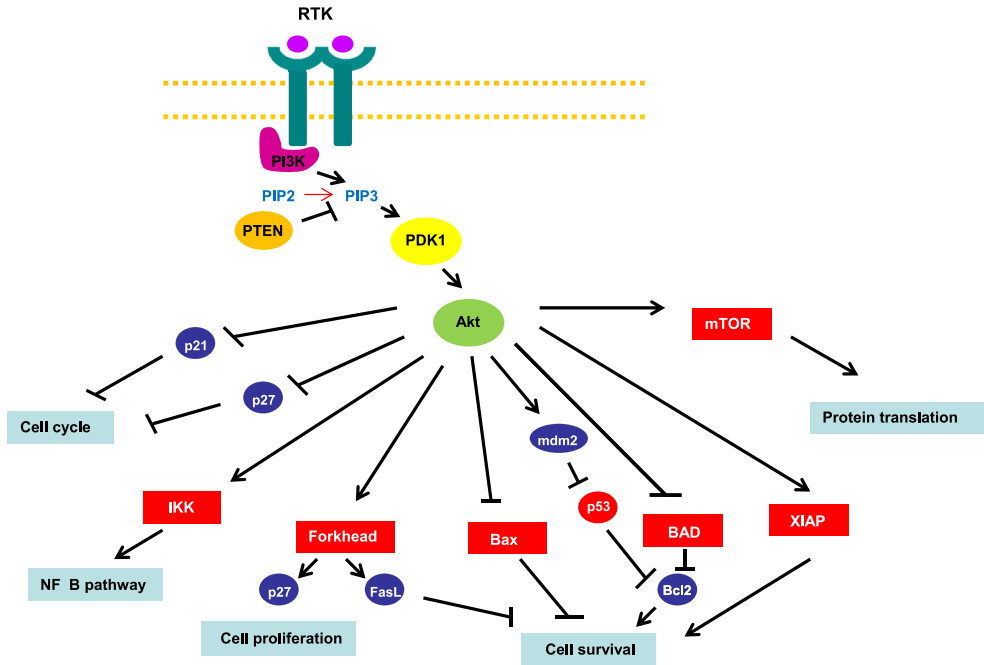 RTK
PI3K
PIP2
PIP3
PTEN
PDK1
Akt
mTOR
p21
p27
Cell cycle
Protein translation
mdm2
IKK
p53
XIAP
Forkhead
Bax
BAD
NF B pathway
p27
FasL
Bcl2
Cell proliferation
Cell survival